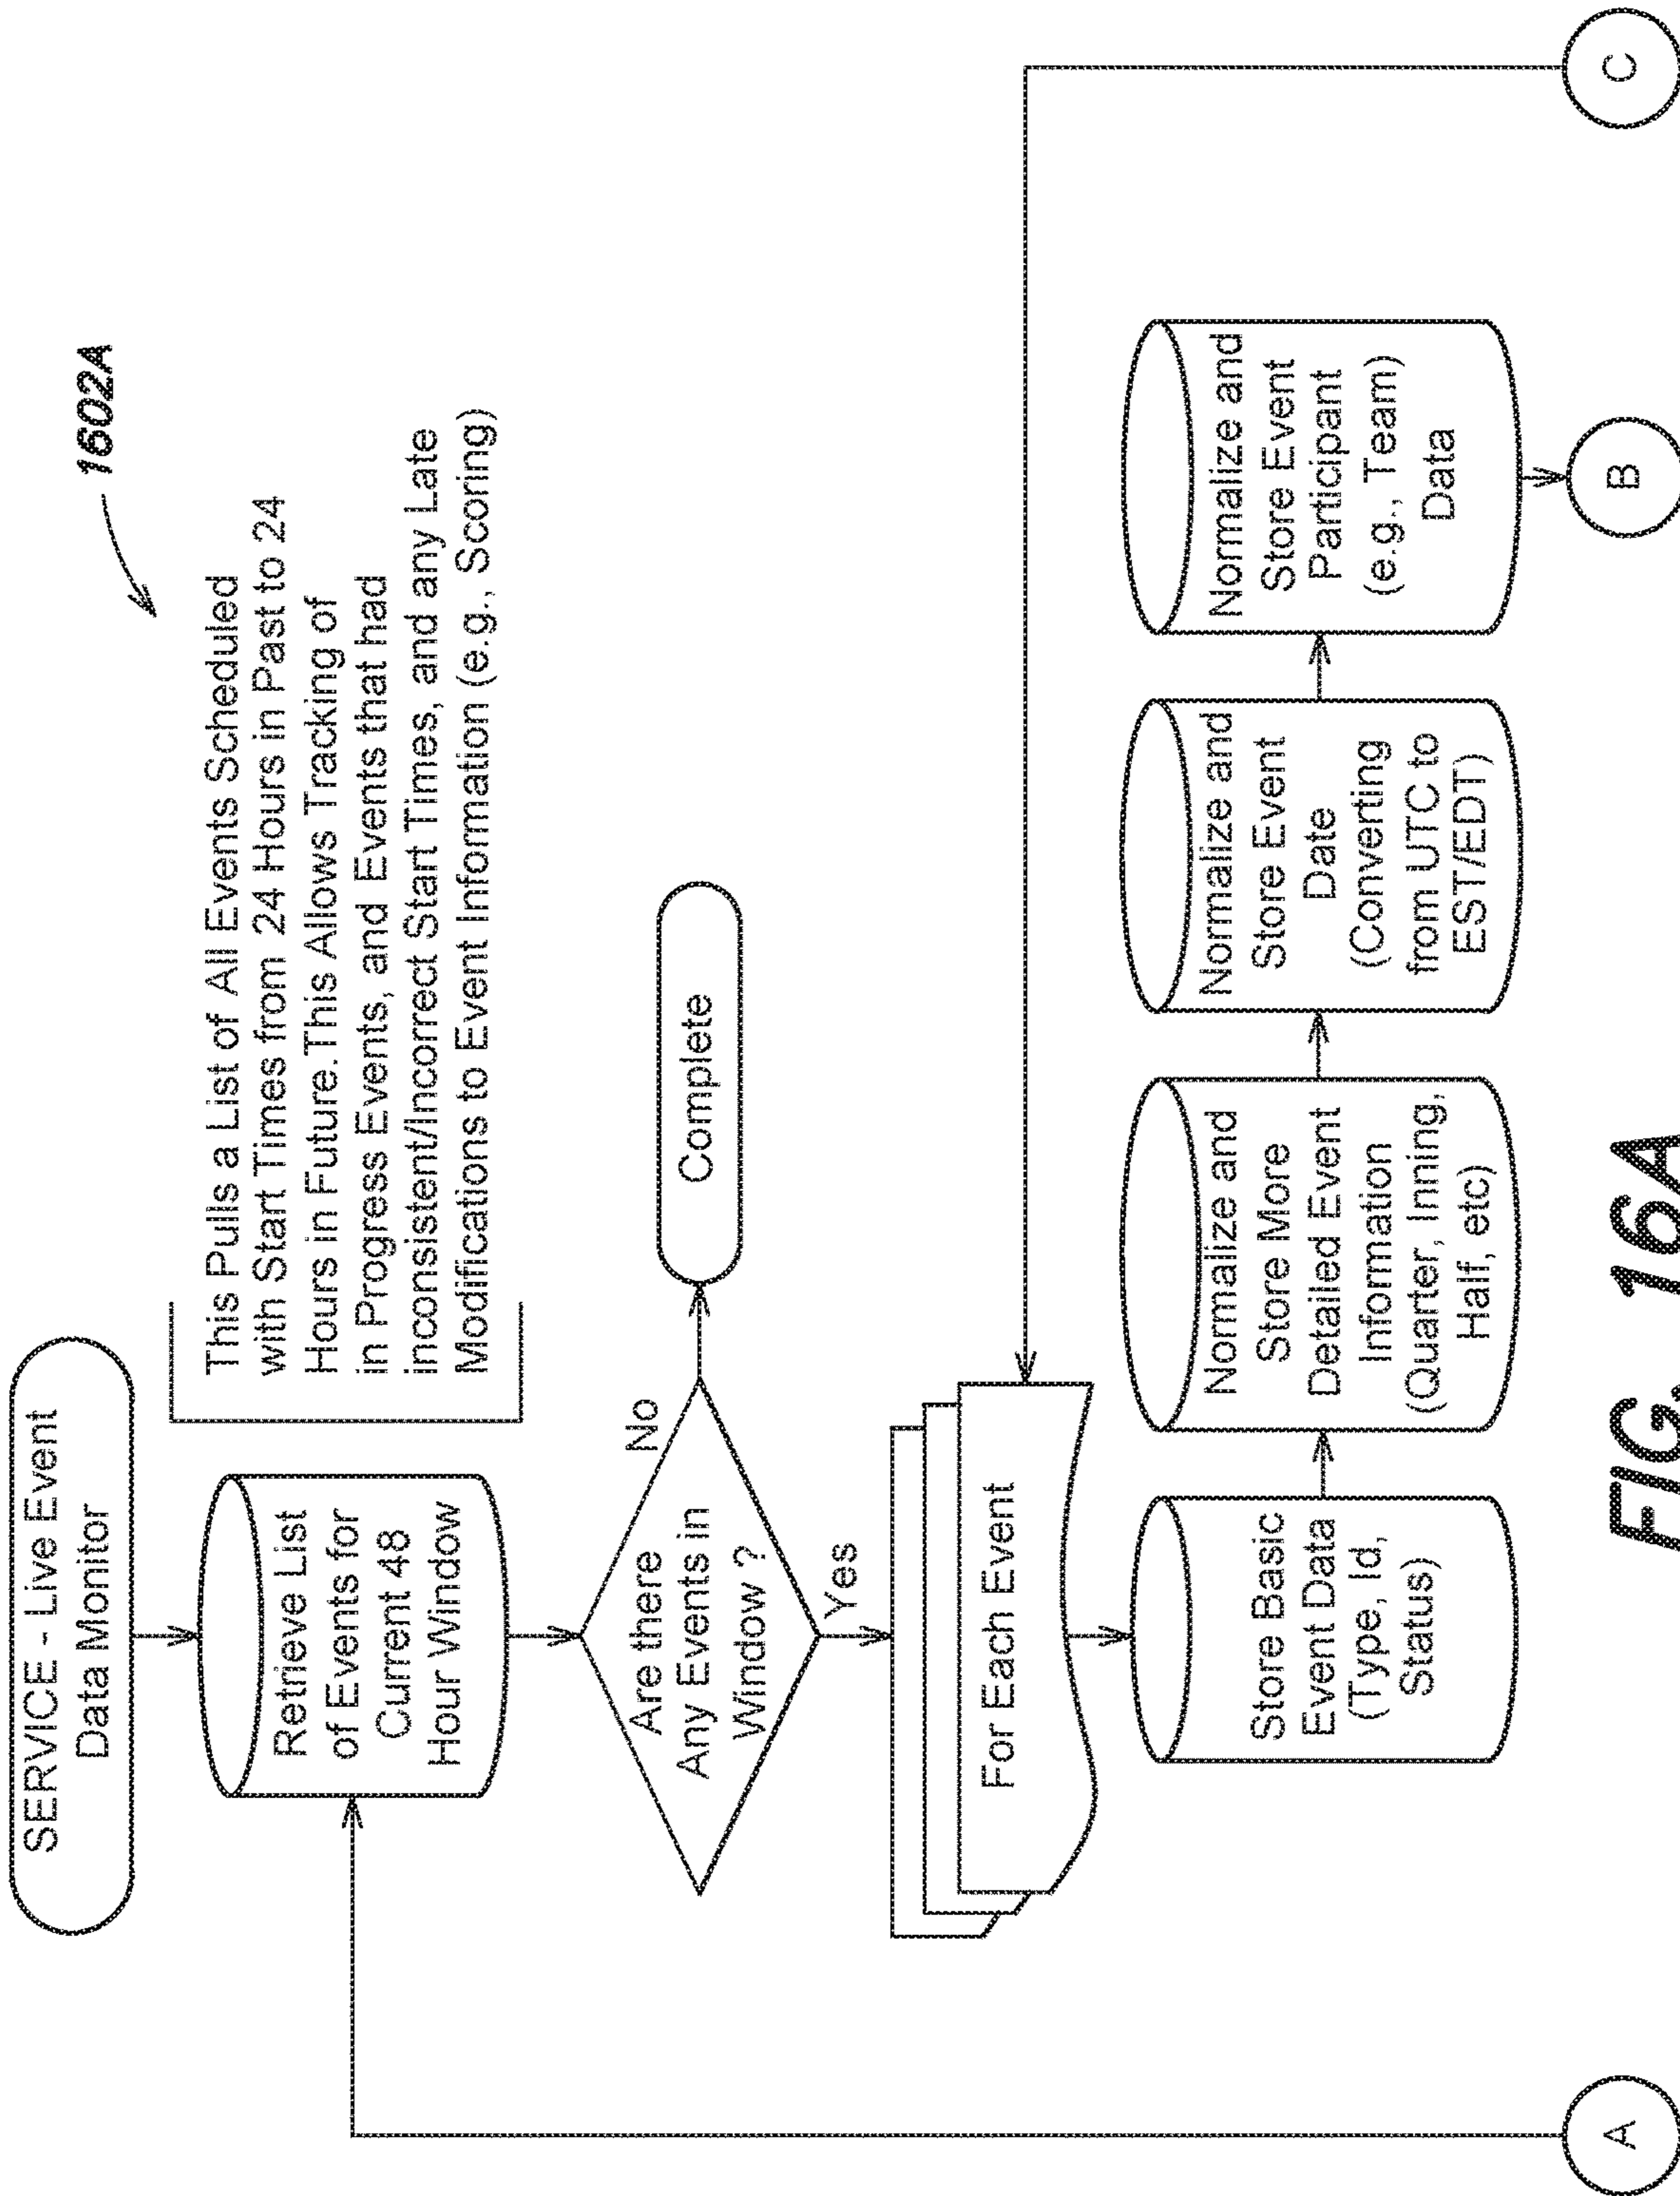 1602A
SERVICE - Live Event
Data Monitor
Retrieve List
of Events for
Current 48
Hour Window
This Pulls a List of All Events Scheduled
with Start Times from 24 Hours in Past to 24
Hours in Future.This Allows Tracking of
in Progress Events, and Events that had
inconsistent/Incorrect Start Times, and any Late
Modifications to Event Information (e.g., Scoring)
Are there
Any Events in
Window ?
No
Complete
Yes
For Each Event
Store Basic
Event Data
(Type, Id,
Status)
Normalize and
Store More
Detailed Event
Information
(Quarter, Inning,
Half, etc)
Normalize and
Store Event
Date
(Converting
from UTC to
EST/EDT)
Normalize and
Store Event
Participant
(e.g., Team)
Data
A
B
C
FIG. 16A